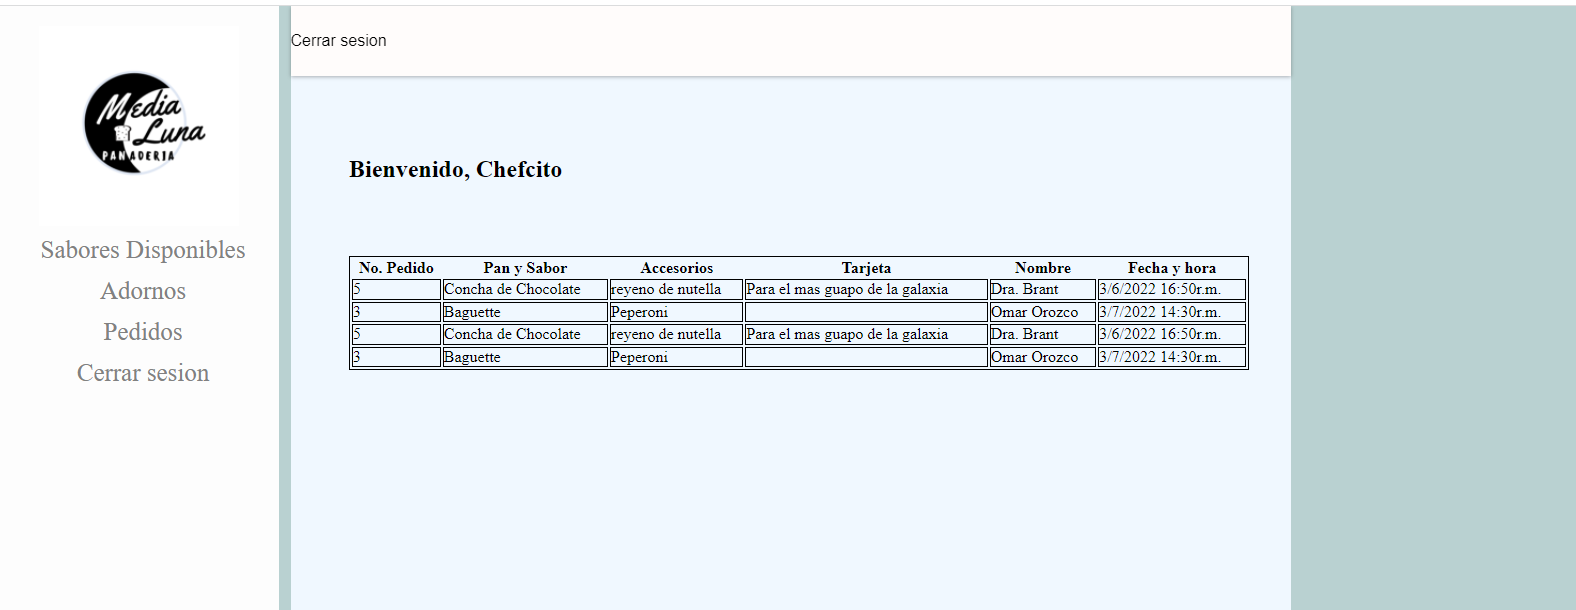 Media
Luna
PANADERIA
Sabores Disponibles
Adornos
Pedidos
Cerrar sesion
Cerrar sesion
Bienvenido, Chefcito
No. Pedido Pan y Sabor Accesorios Tarjeta Nombre Fecha y hora
5 Concha de Chocolate reyeno de nutella Para el mas guapo de la galaxia Dra. Brant 3/6/2022 16:50r.m.
3 Baguette Peperoni Omar Orozco 3/7/2022 14:30r.m.
5 Concha de Chocolate reyeno de nutella Para el mas guapo de la galaxia Dra. Brant 3/6/2022 16:50r.m.
3 Baguette Peperoni Omar Orozco 3/7/2022 14:30r.m.